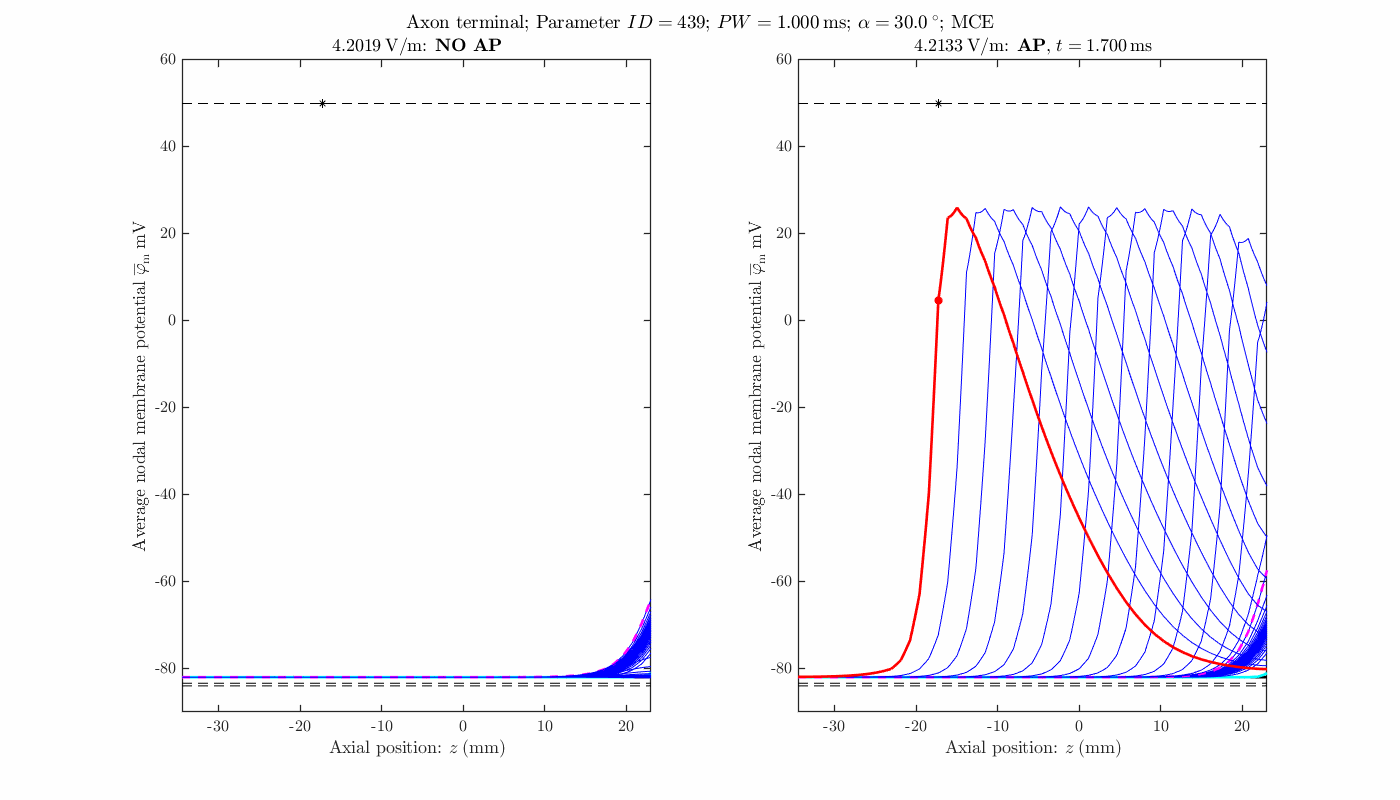 Axon terminal; Parameter ID = 439; PW = 1.000 ms; α = 30.0 °; MCE
4.2019 V/m: NO AP
60
40
20
0
-20
-40
-60
-80
-30 -20 -10 0 10 20
Axial position: z (mm)
Average nodal membrane potential φ̅m mV
4.2133 V/m: AP, t = 1.700 ms
60
40
20
0
-20
-40
-60
-80
-30 -20 -10 0 10 20
Axial position: z (mm)
Average nodal membrane potential φ̅m mV